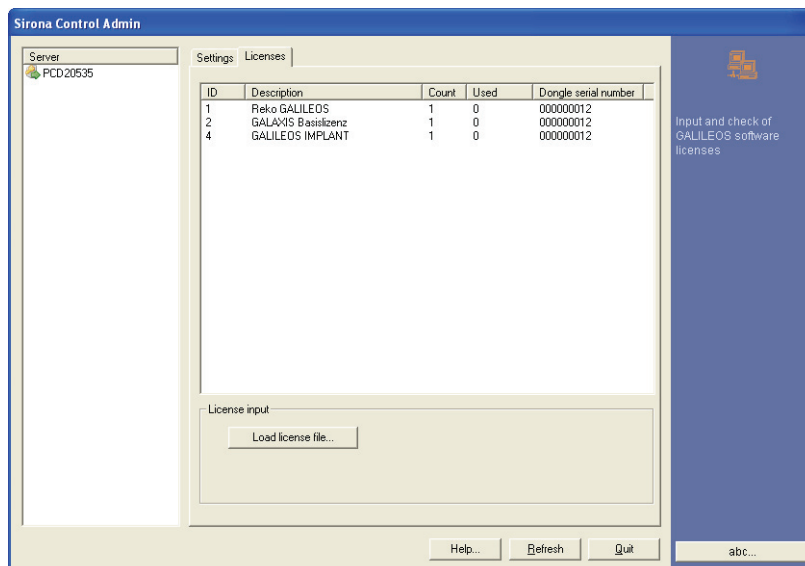 Sirona Control Admin
Server
PCD20535
Settings Licenses
ID Description Count Used Dongle serial number
1 Reko GALILEOS 1 0 000000012
2 GALAXIS Basislizenz 1 0 000000012
4 GALILEOS IMPLANT 1 0 000000012
License input
Load license file...
Help... Refresh Quit
Input and check of
GALILEOS software
licenses
abc...